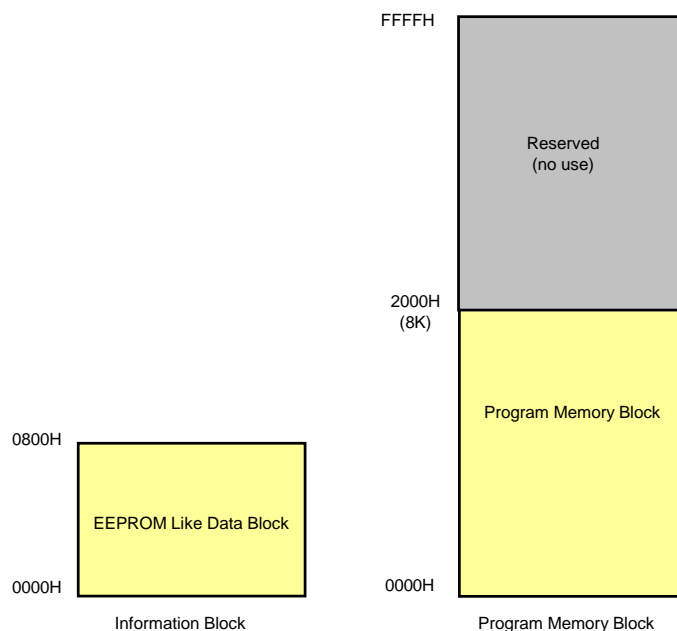 FFFFH
Reserved
(no use)
2000H
(8K)
Program Memory Block
0800H
EEPROM Like Data Block
0000H
0000H
Information Block
Program Memory Block